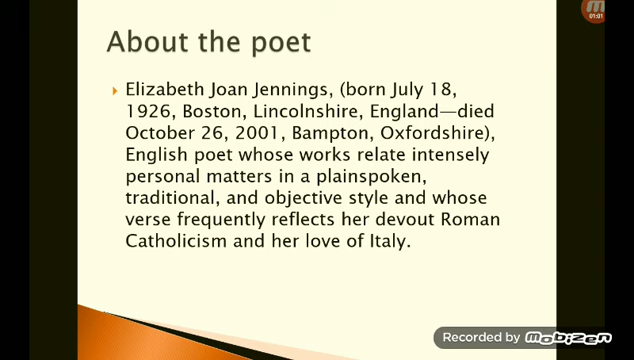 01:01
About the poet
Elizabeth Joan Jennings, (born July 18,
1926, Boston, Lincolnshire, England—died
October 26, 2001, Bampton, Oxfordshire),
English poet whose works relate intensely
personal matters in a plainspoken,
traditional, and objective style and whose
verse frequently reflects her devout Roman
Catholicism and her love of Italy.
Recorded by Mobizen